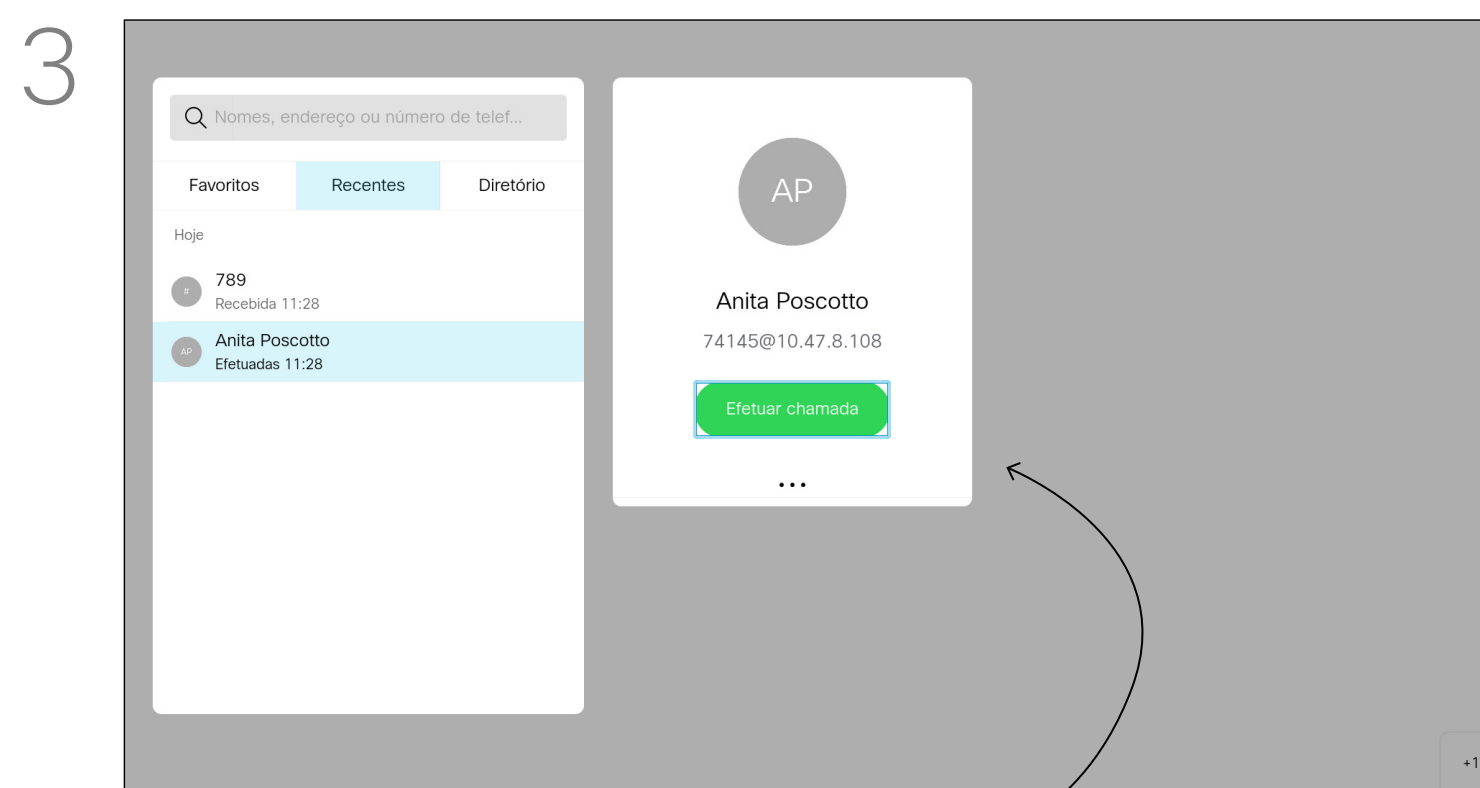 3
Nomes, endereço ou número de telef...
Favoritos Recentes Diretório
Hoje
#
789
Recebida 11:28
AP
Anita Poscotto
Efetuadas 11:28
AP
Anita Poscotto
74145@10.47.8.108
Efetuar chamada
...
+1